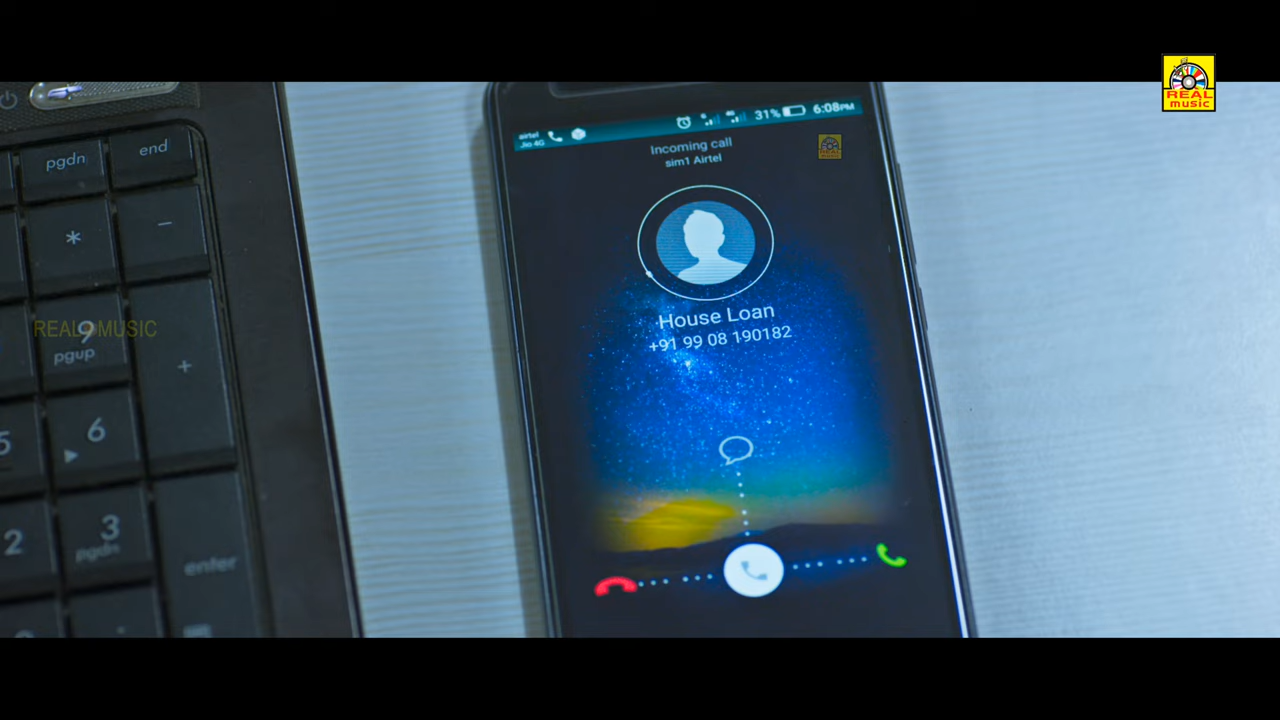 REAL
music
airtel
Jio 4G
31%
6:08PM
Incoming call
sim1 Airtel
House Loan
+91 99 08 190182
pgdn
end
*
-
9
pgup
+
REAL MUSIC
5
6
2
3
pgdn
enter